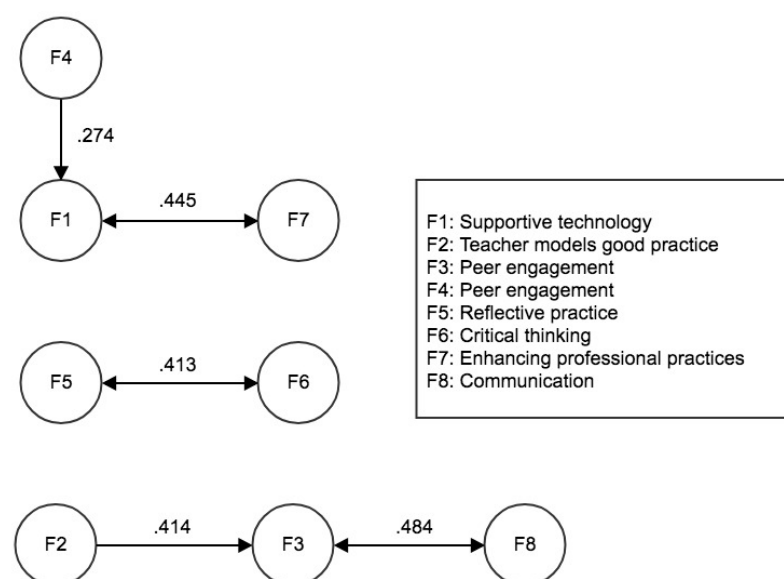 F4
.274
F1
.445
F7
F1: Supportive technology
F2: Teacher models good practice
F3: Peer engagement
F4: Peer engagement
F5: Reflective practice
F6: Critical thinking
F7: Enhancing professional practices
F8: Communication
F5
.413
F6
F2
.414
F3
.484
F8